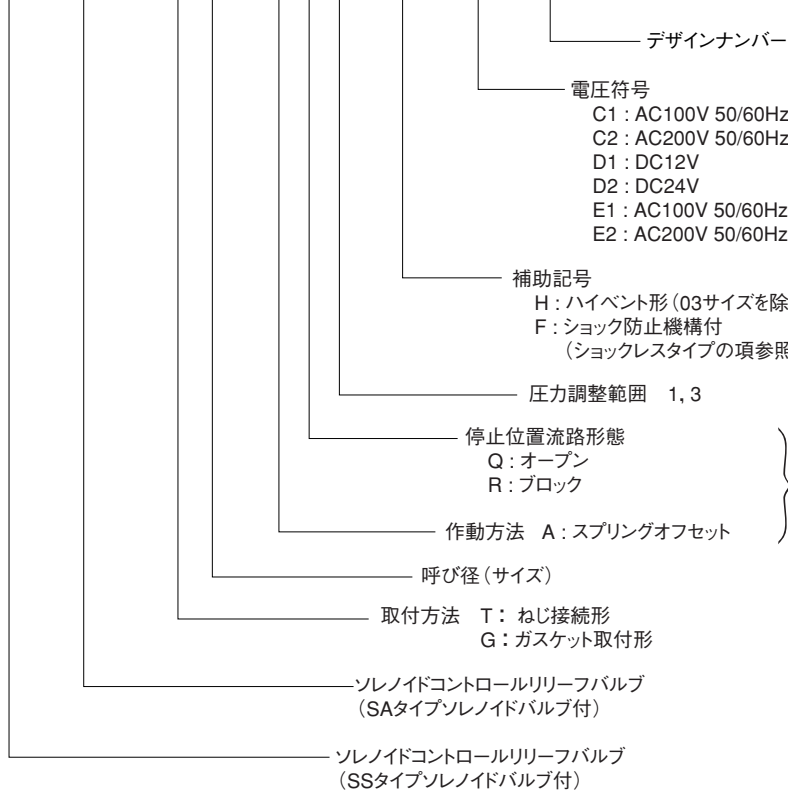 デザインナンバー
電圧符号
C1 : AC100V 50/60Hz
C2 : AC200V 50/60Hz
D1 : DC12V
D2 : DC24V
E1 : AC100V 50/60Hz
E2 : AC200V 50/60Hz
補助記号
H : ハイベント形（03サイズを除
F : ショック防止機構付
（ショックレスタイプの項参照
圧力調整範囲 1, 3
停止位置流路形態
Q : オープン
R : ブロック
作動方法 A : スプリングオフセット
呼び径（サイズ）
取付方法 T： ねじ接続形
G：ガスケット取付形
ソレノイドコントロールリリーフバルブ
（SAタイプソレノイドバルブ付）
ソレノイドコントロールリリーフバルブ
（SSタイプソレノイドバルブ付）